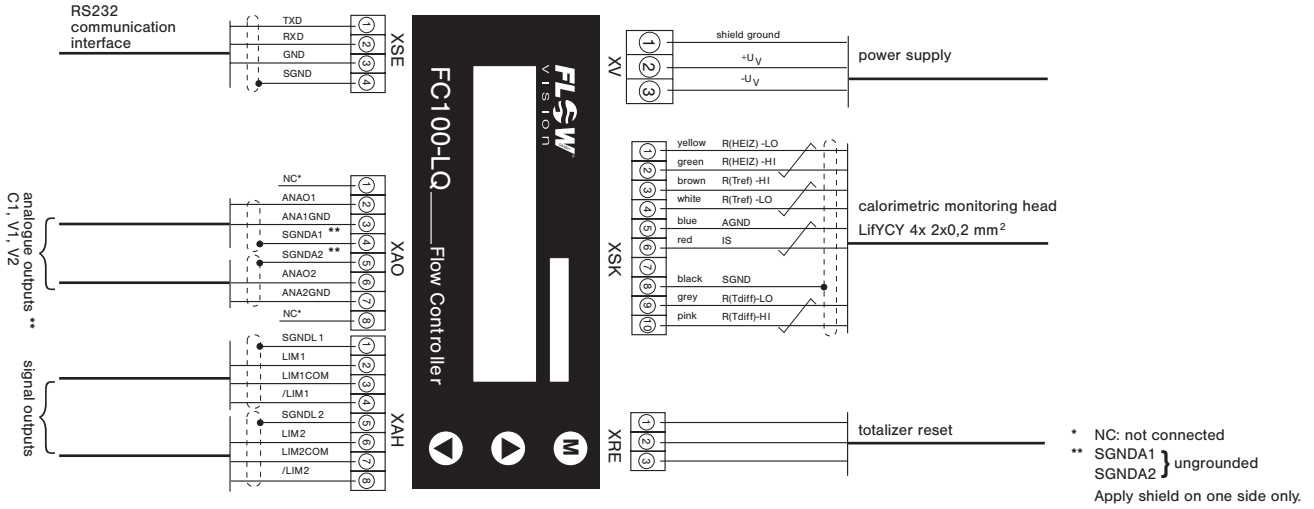 RS232
communication
interface
TXD
RXD
GND
SGND
1
2
3
4
XSE
analogue outputs **
C1, V1, V2
NC*
ANAO1
ANA1GND
SGNDA1 **
SGNDA2 **
ANAO2
ANA2GND
NC*
1
2
3
4
5
6
7
8
XAO
signal outputs
SGNDL1
LIM1
LIM1COM
/LIM1
SGNDL2
LIM2
LIM2COM
/LIM2
1
2
3
4
5
6
7
8
XAH
FLOW
VISION
FC100-LQ___Flow Controller
M
XV
1
2
3
shield ground
+UV
-UV
power supply
XSK
1
2
3
4
5
6
7
8
9
10
yellow R(HEIZ) -LO
green R(HEIZ) -HI
brown R(Tref) -HI
white R(Tref) -LO
blue AGND
red IS
black SGND
grey R(Tdiff)-LO
pink R(Tdiff)-HI
calorimetric monitoring head
LifYCY 4x 2x0,2 mm²
XRE
1
2
3
totalizer reset
* NC: not connected
** SGNDA1 } ungrounded
SGNDA2
Apply shield on one side only.